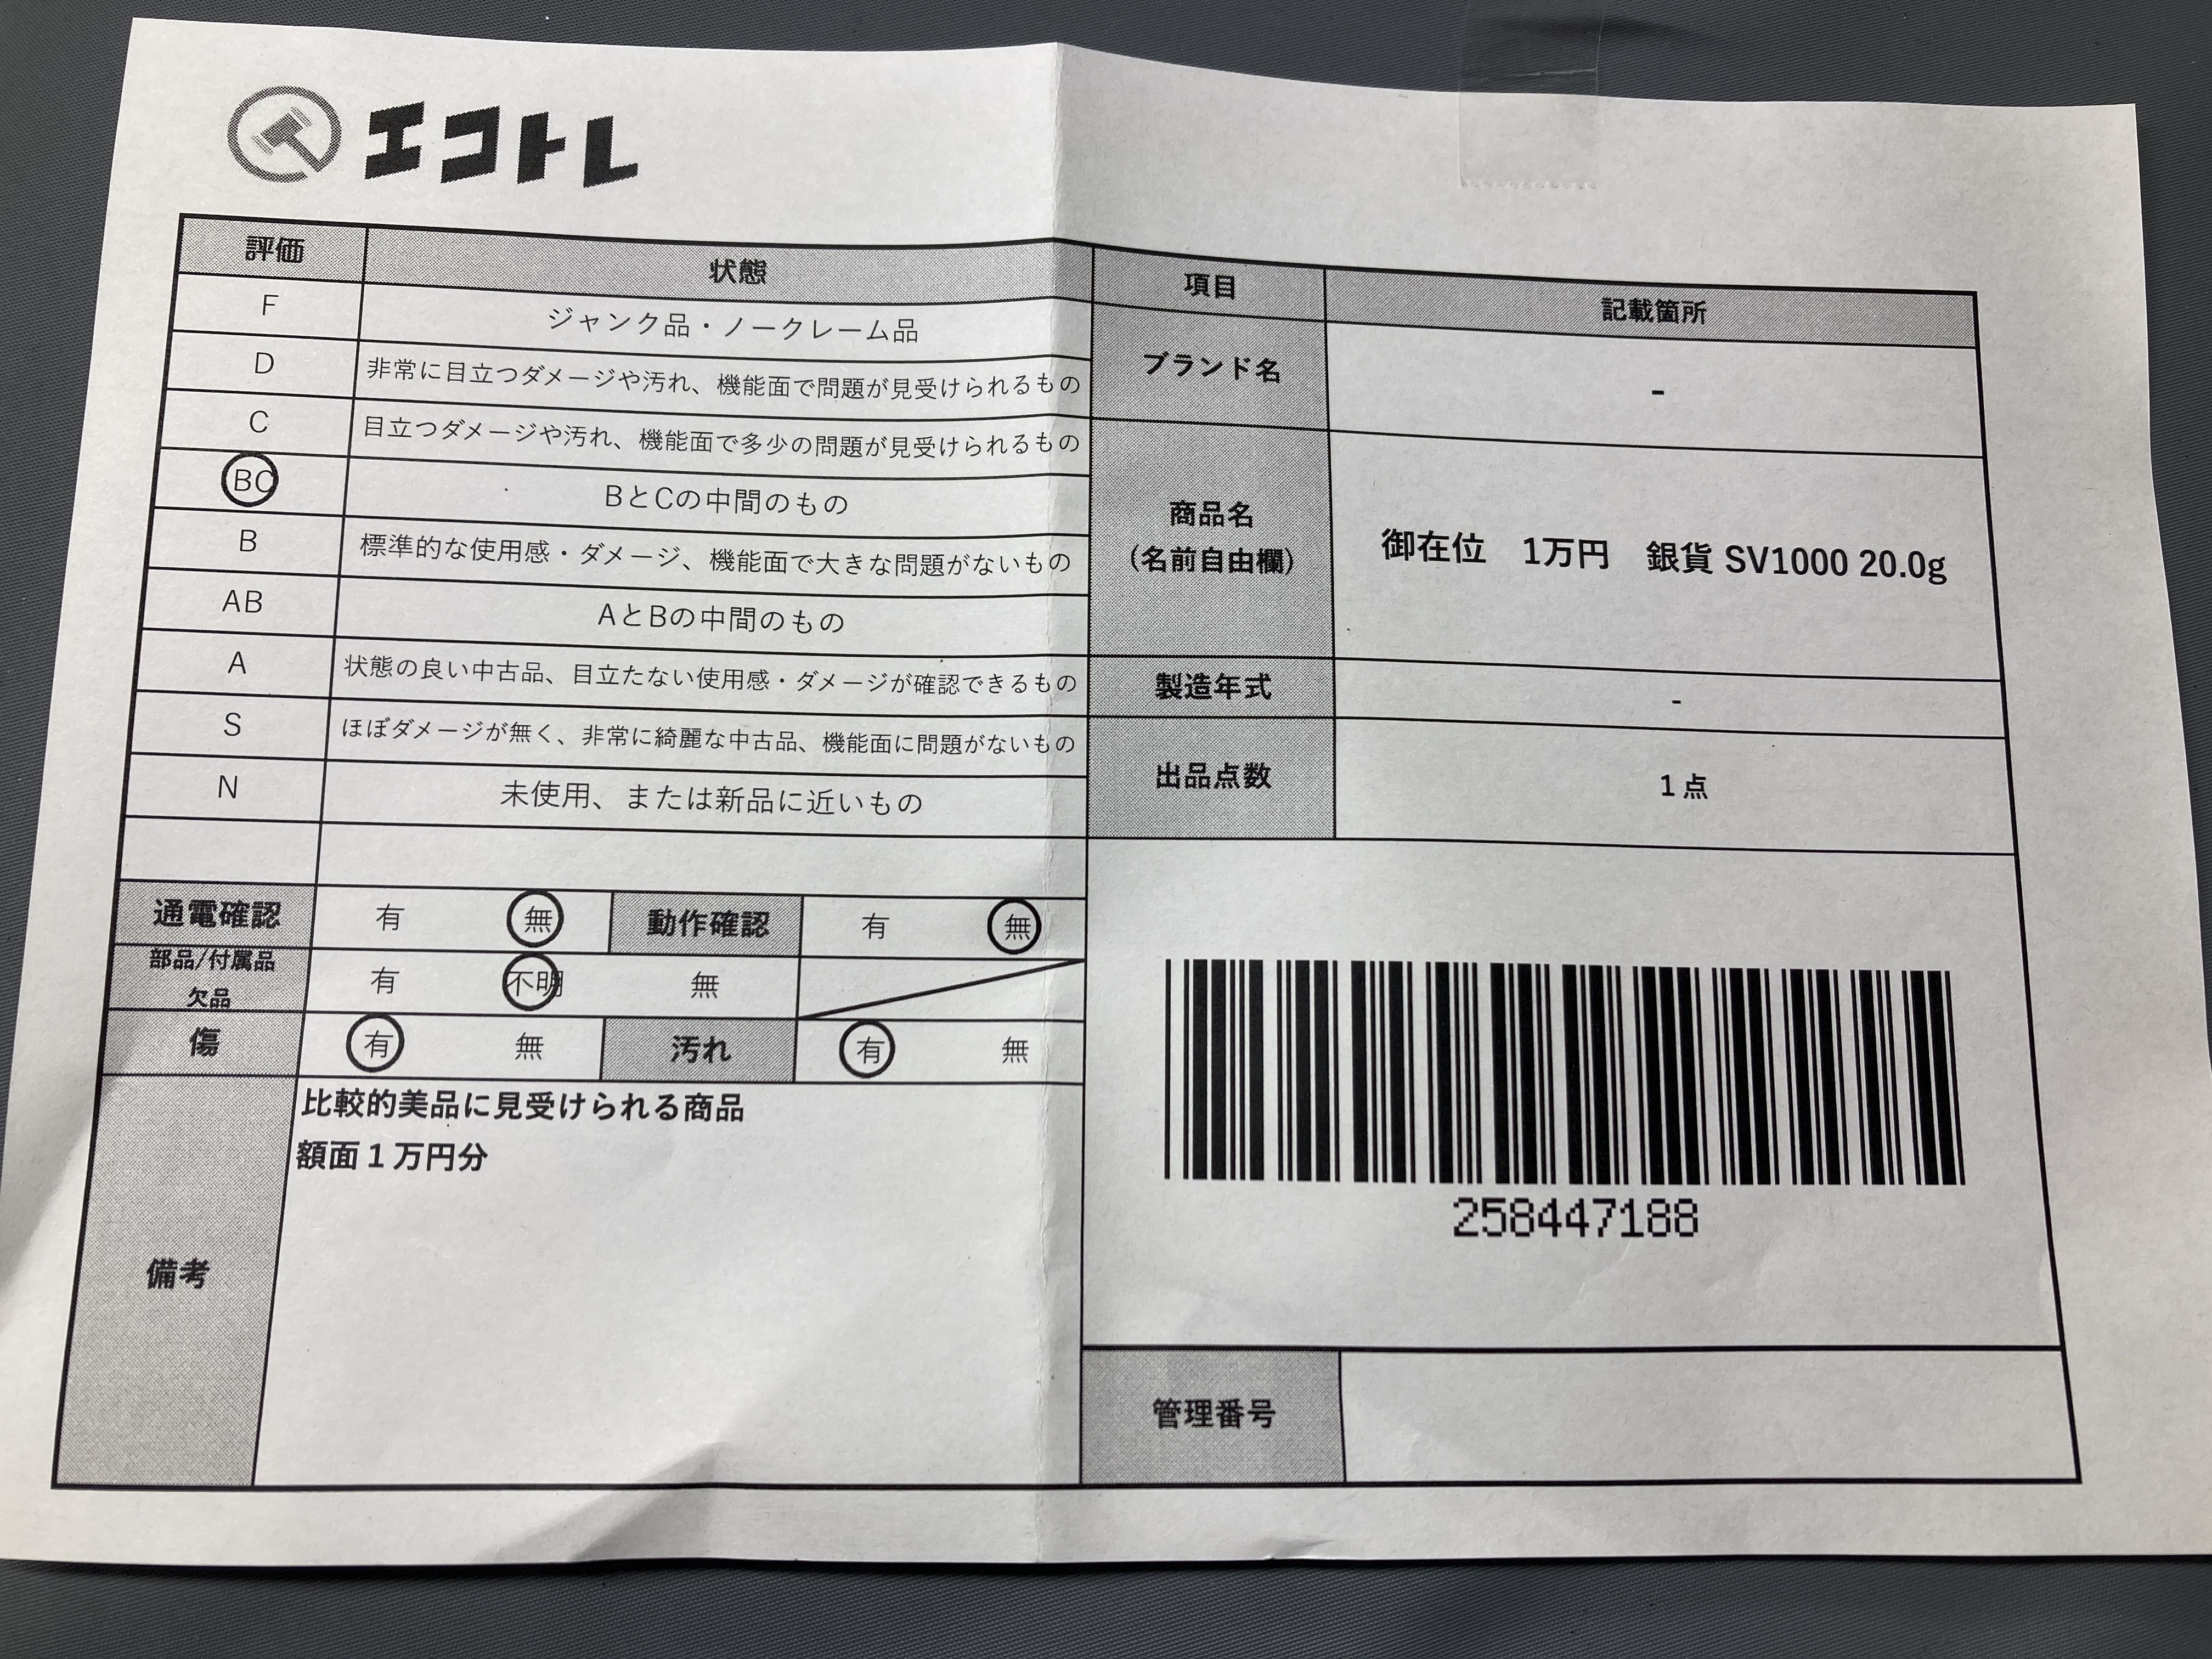 エコトレ
評価 状態
F ジャンク品・ノークレーム品
D 非常に目立つダメージや汚れ、機能面で問題が見受けられるもの
C 目立つダメージや汚れ、機能面で多少の問題が見受けられるもの
BC BとCの中間のもの
B 標準的な使用感・ダメージ、機能面で大きな問題がないもの
AB AとBの中間のもの
A 状態の良い中古品、目立たない使用感・ダメージが確認できるもの
S ほぼダメージが無く、非常に綺麗な中古品、機能面に問題がないもの
N 未使用、または新品に近いもの
通電確認 有 無 動作確認 有 無
部品/付属品
欠品 有 不明 無
傷 有 無 汚れ 有 無
備考
比較的美品に見受けられる商品
額面1万円分
項目 記載箇所
ブランド名 -
商品名
(名前自由欄)
御在位 1万円 銀貨 SV1000 20.0g
製造年式 -
出品点数 1点
258447188
管理番号